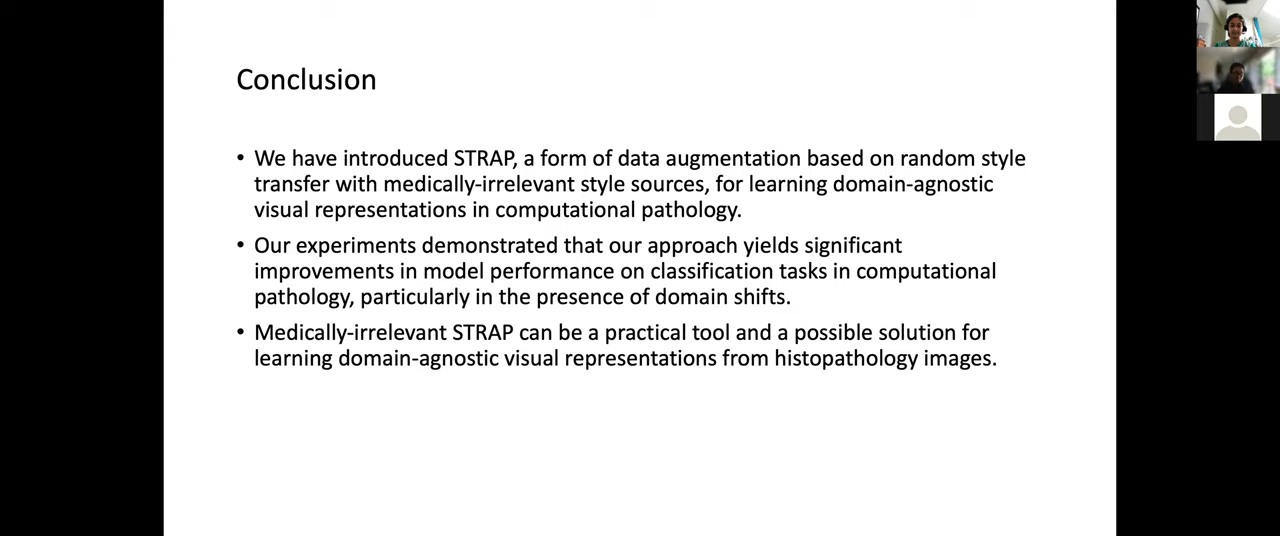 Conclusion
• We have introduced STRAP, a form of data augmentation based on random style
transfer with medically-irrelevant style sources, for learning domain-agnostic
visual representations in computational pathology.
• Our experiments demonstrated that our approach yields significant
improvements in model performance on classification tasks in computational
pathology, particularly in the presence of domain shifts.
• Medically-irrelevant STRAP can be a practical tool and a possible solution for
learning domain-agnostic visual representations from histopathology images.